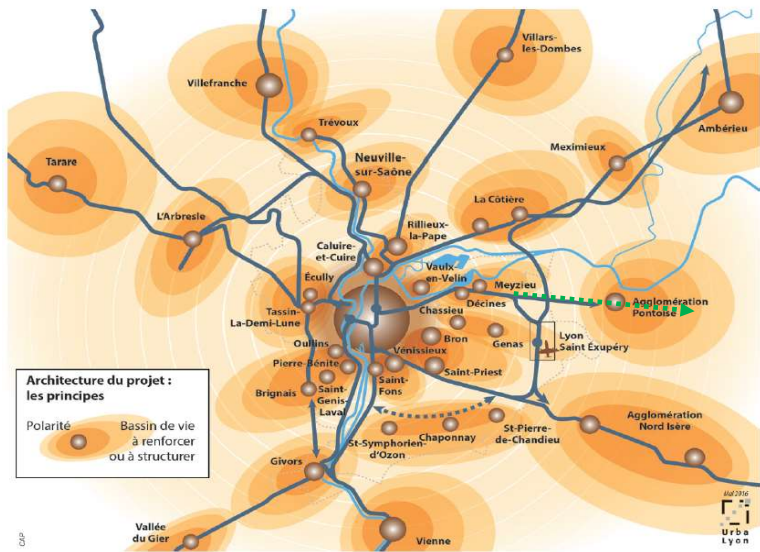 Villars-
les-Dombes
Villefranche
Trévoux
Ambérieu
Meximieux
Neuville-
sur-Saône
Tarare
La Côtière
L'Arbresle
Rillieux-
la-Pape
Caluire-
et-Cuire
Vaulx-
en-Velin
Écully
Meyzieu
Décines
Agglomération
Pontoise
Tassin-
La-Demi-Lune
Chassieu
Bron
Genas
Lyon
Saint Éxupéry
Oullins
Vénissieux
Pierre-Bénite
Saint-Priest
Saint-
Fons
Brignais
Saint-
Genis-
Laval
Architecture du projet :
les principes
Polarité
Bassin de vie
à renforcer
ou à structurer
Agglomération
Nord Isère
St-Pierre-
de-Chandieu
Chaponnay
St-Symphorien-
d'Ozon
Givors
Vallée
du Gier
Vienne
Mai 2016
Urba
Lyon
CAP